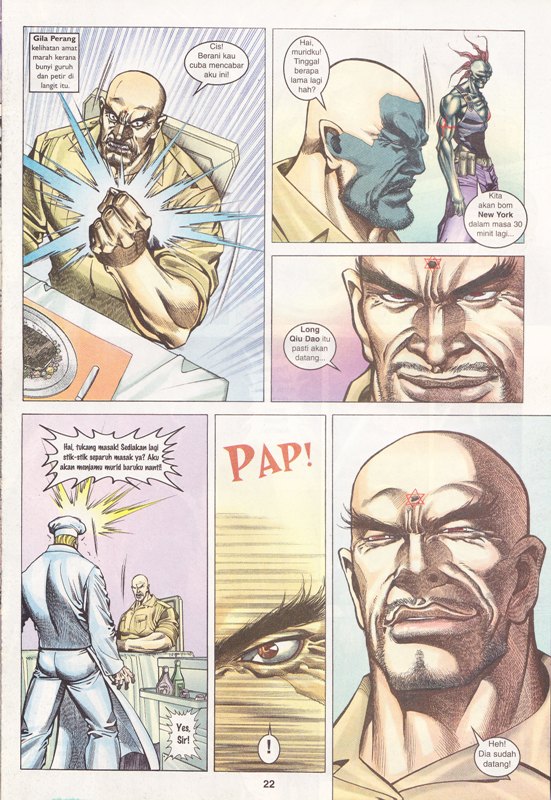 Gila Perang
kelihatan amat
marah kerana
bunyi guruh
dan petir di
langit itu.
Cis!
Berani kau
cuba mencabar
aku ini!
Hai,
muridku!
Tinggal
berapa
lama lagi
hah?
Kita
akan bom
New York
dalam masa 30
minit lagi...
Long
Qiu Dao itu
pasti akan
datang...
Hai, tukang masak! Sediakan lagi
stik-stik separuh masak ya? Aku
akan menjamu murid baruku nanti!
Yes,
Sir!
PAP!
!
Heh!
Dia sudah
datang!
22